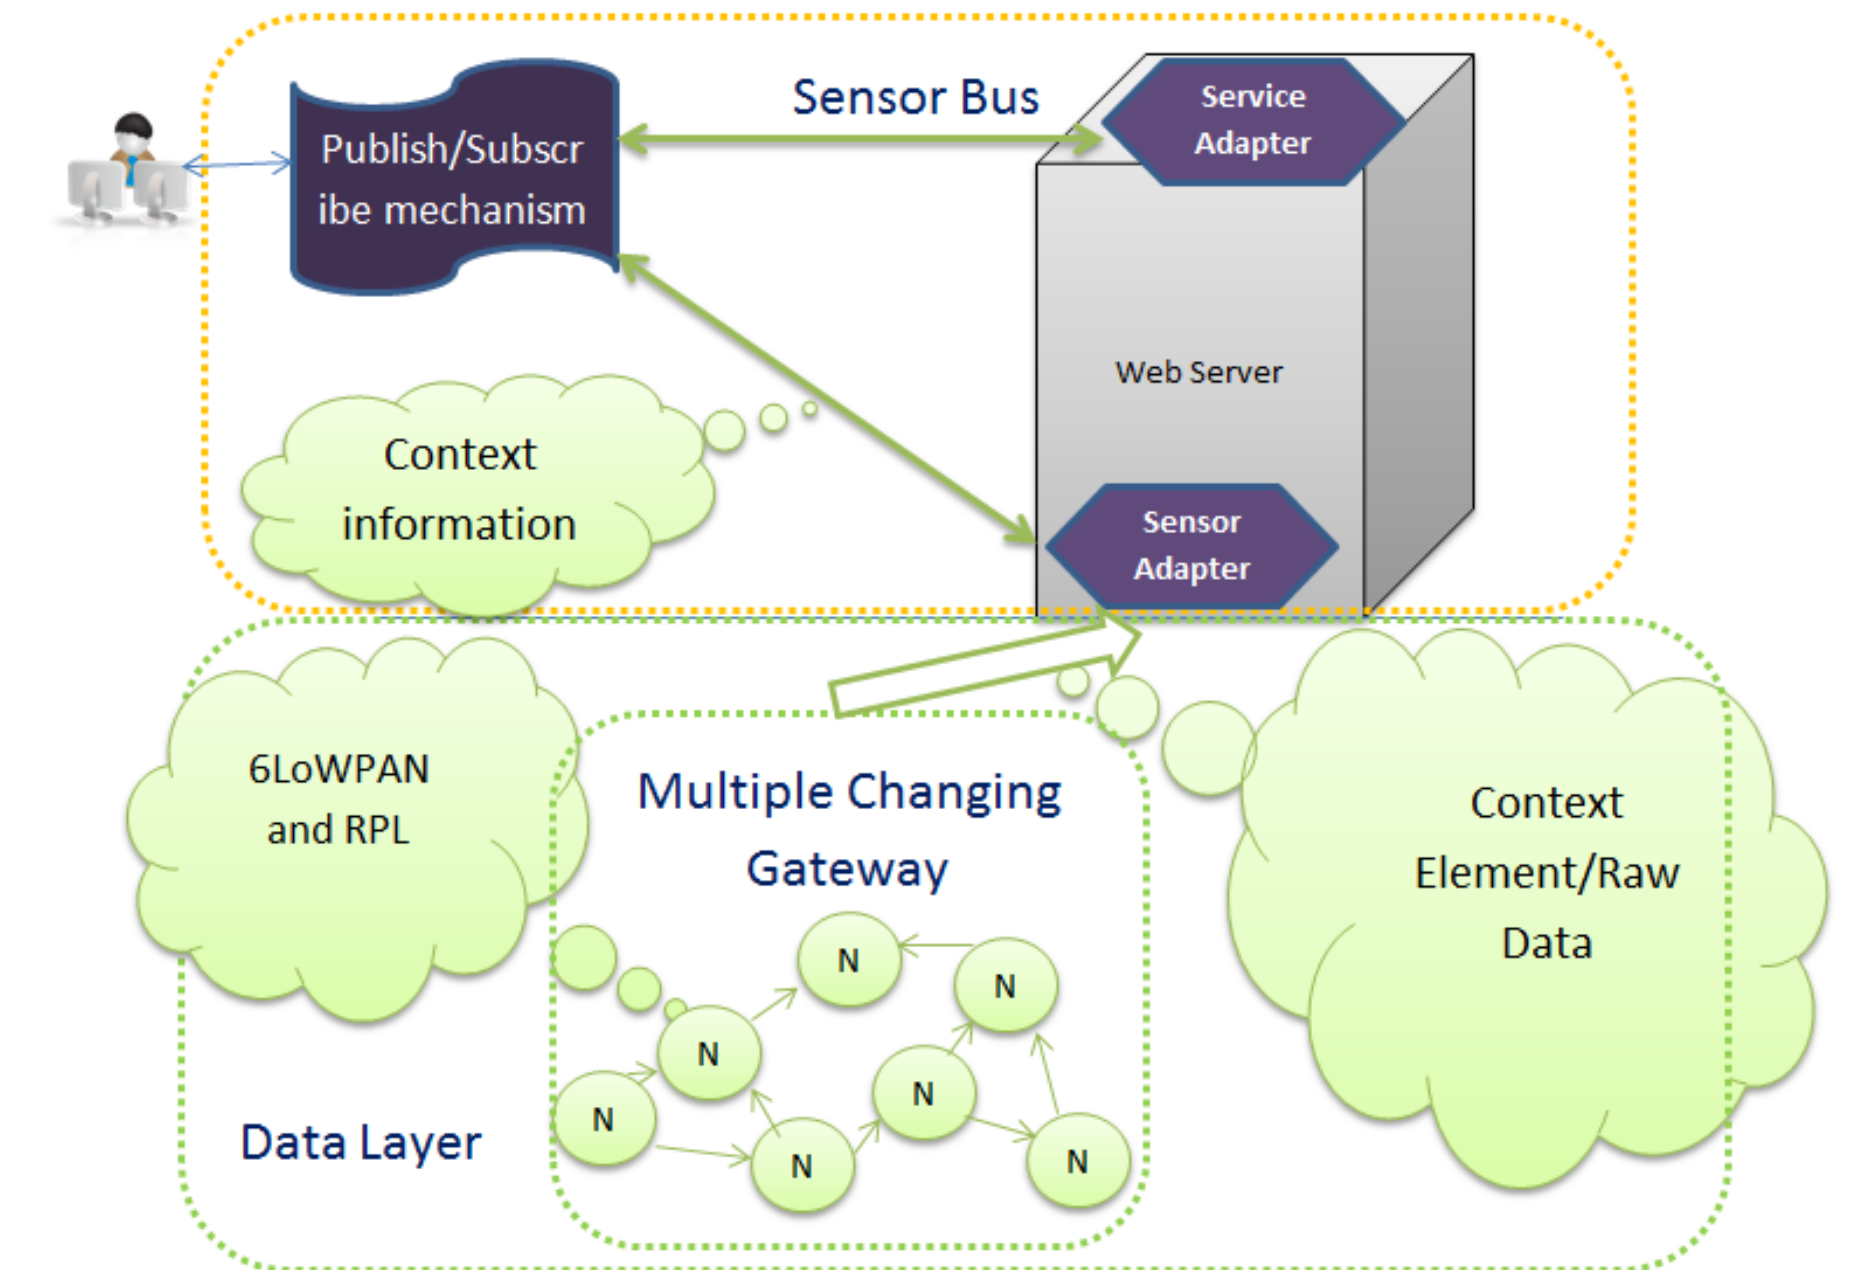 Sensor Bus
Service
Adapter
Publish/Subscr
ibe mechanism
Web Server
Context
information
Sensor
Adapter
6LoWPAN
and RPL
Multiple Changing
Gateway
Context
Element/Raw
Data
N
N
N
N
N
N
N
Data Layer